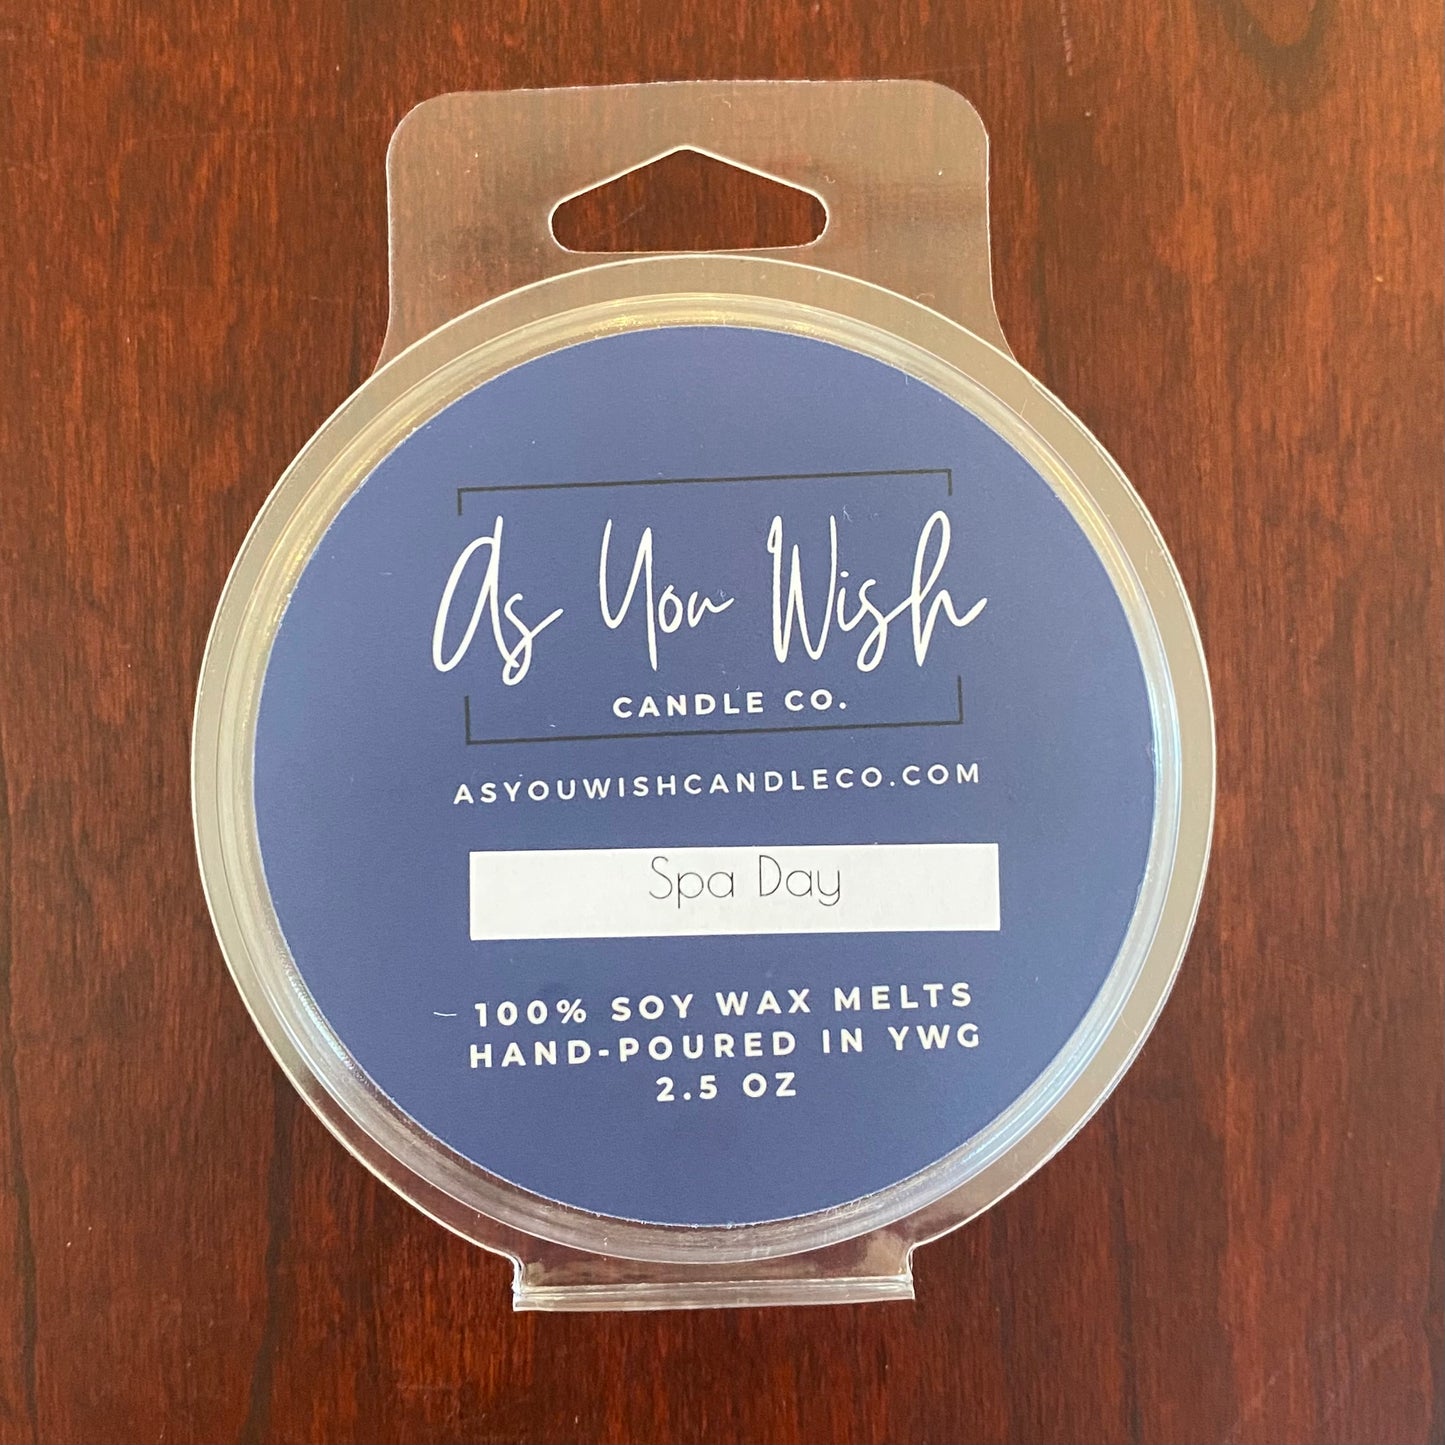 As You Wish
CANDLE CO.
ASYOUWISHCANDLECO.COM
Spa Day
100% SOY WAX MELTS
HAND-POURED IN YWG
2.5 OZ